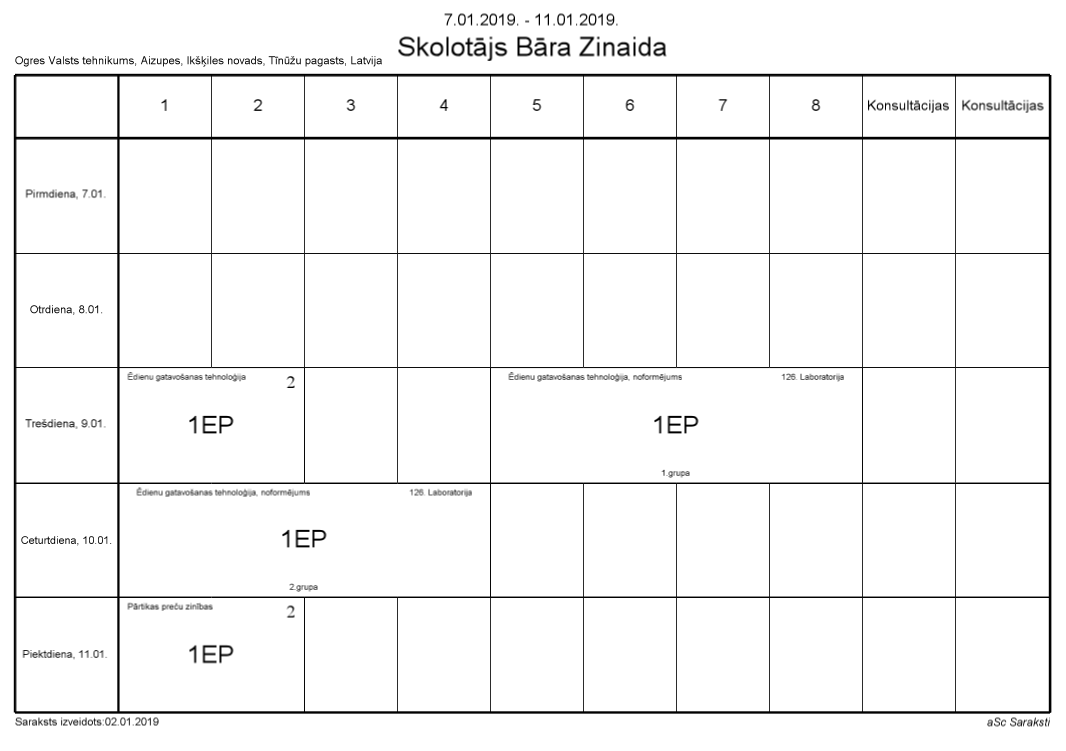 7.01.2019. - 11.01.2019.
Skolotājs Bāra Zinaida
Ogres Valsts tehnikums, Aizupes, Ikšķiles novads, Tīnūžu pagasts, Latvija
1 2 3 4 5 6 7 8 Konsultācijas Konsultācijas
Pirmdiena, 7.01.
Otrdiena, 8.01.
Ēdienu gatavošanas tehnoloģija 2 Ēdienu gatavošanas tehnoloģija, noformējums 126. Laboratorija
Trešdiena, 9.01. 1EP 1EP
1.grupa
Ēdienu gatavošanas tehnoloģija, noformējums 126. Laboratorija
Ceturtdiena, 10.01. 1EP
2.grupa
Pārtikas preču zinības 2
Piektdiena, 11.01. 1EP
Saraksts izveidots:02.01.2019 aSc Saraksti